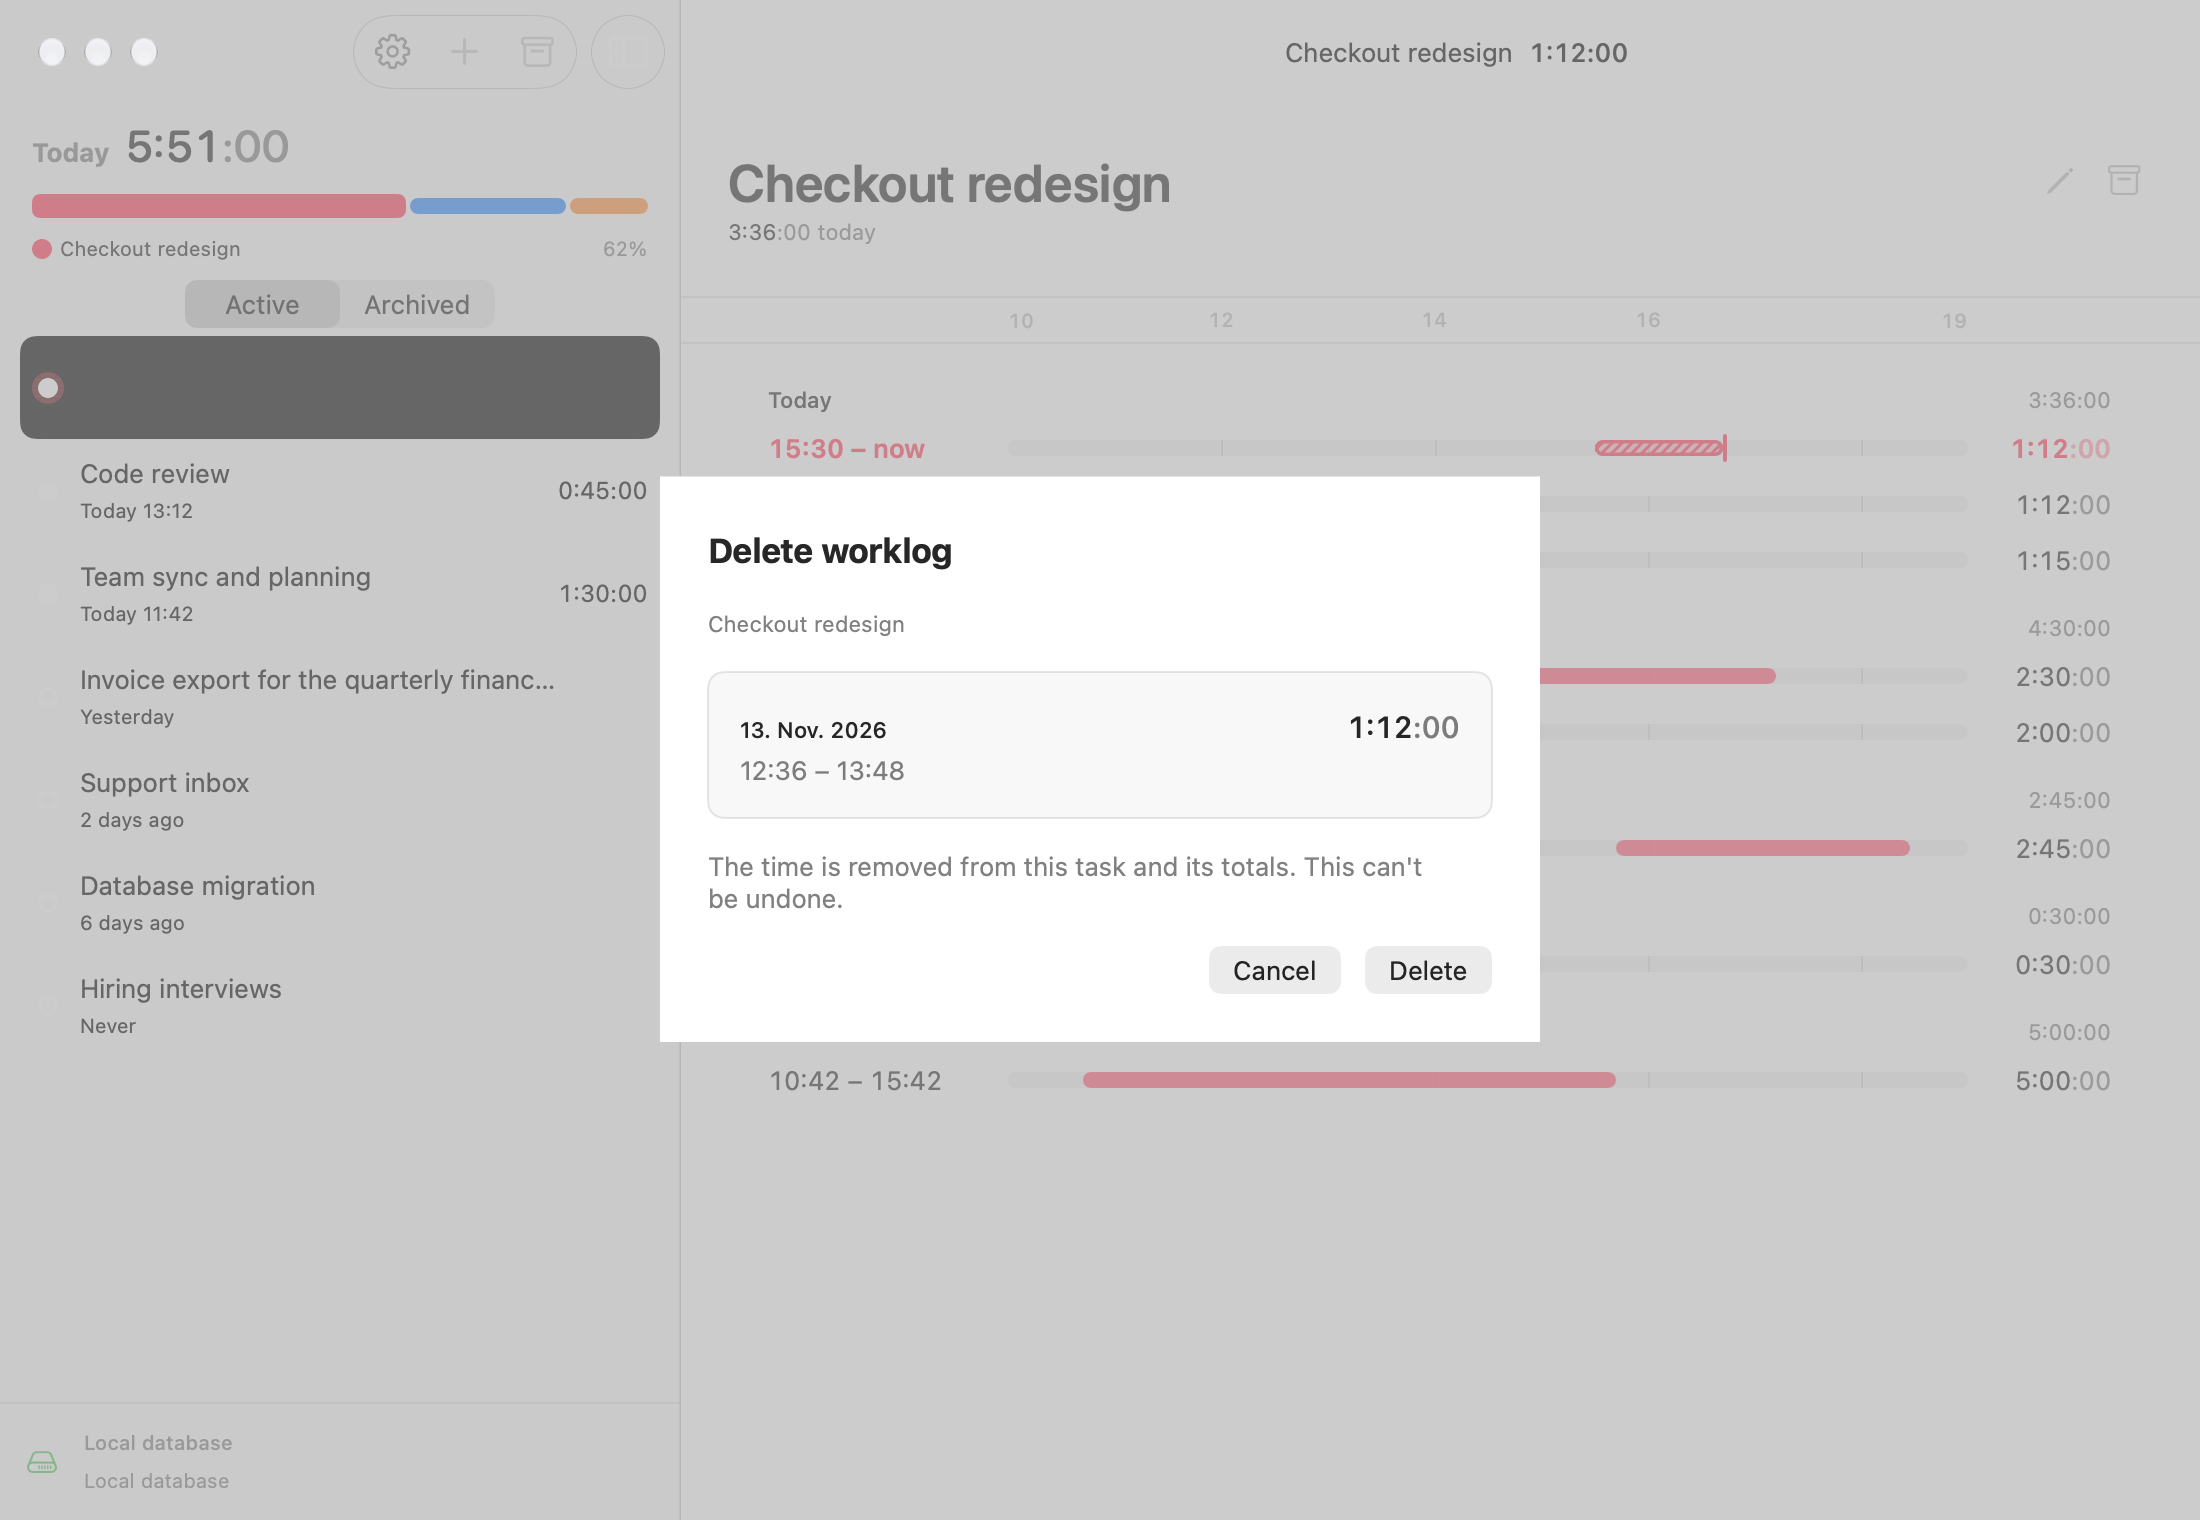 Checkout redesign 1:12:00
Today 5:51:00
Checkout redesign 62%
Active Archived
Code review
Today 13:12
0:45:00
Team sync and planning
Today 11:42
1:30:00
Invoice export for the quarterly financ...
Yesterday
Support inbox
2 days ago
Database migration
6 days ago
Hiring interviews
Never
Local database
Local database
Checkout redesign
3:36:00 today
10 12 14 16 19
Today 3:36:00
15:30 – now 1:12:00
1:12:00
1:15:00
4:30:00
2:30:00
2:00:00
2:45:00
2:45:00
0:30:00
0:30:00
5:00:00
10:42 – 15:42 5:00:00
Delete worklog
Checkout redesign
13. Nov. 2026 1:12:00
12:36 – 13:48
The time is removed from this task and its totals. This can't
be undone.
Cancel Delete